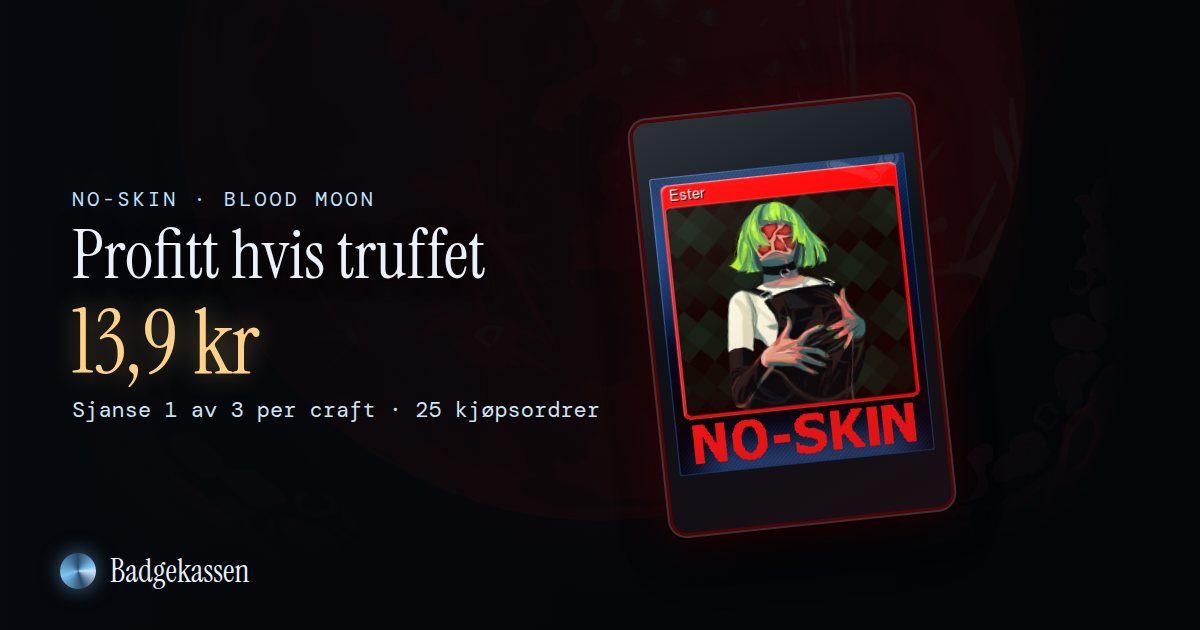 NO-SKIN · BLOOD MOON
Profitt hvis truffet
13,9 kr
Sjanse 1 av 3 per craft · 25 kjøpsordrer
Ester
NO-SKIN
Badgekassen